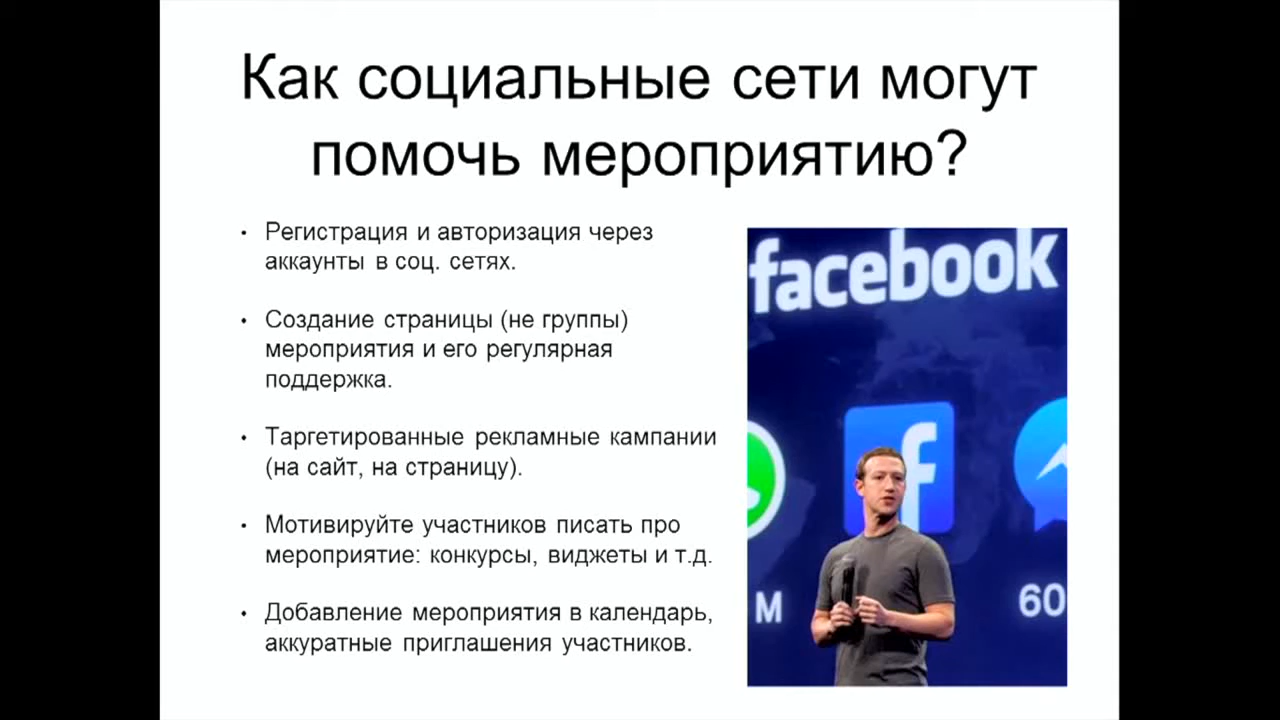 Как социальные сети могут
помочь мероприятию?
• Регистрация и авторизация через
аккаунты в соц. сетях.
• Создание страницы (не группы)
мероприятия и его регулярная
поддержка.
• Таргетированные рекламные кампании
(на сайт, на страницу).
• Мотивируйте участников писать про
мероприятие: конкурсы, виджеты и т.д.
• Добавление мероприятия в календарь,
аккуратные приглашения участников.
facebook
f
M
60